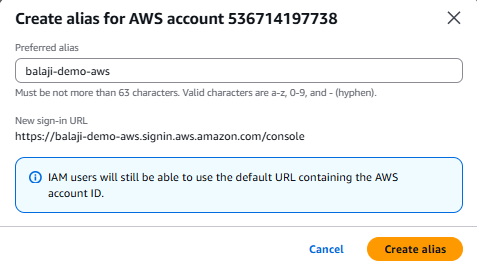 Create alias for AWS account 536714197738
Preferred alias
balaji-demo-aws
Must be not more than 63 characters. Valid characters are a-z, 0-9, and - (hyphen).
New sign-in URL
https://balaji-demo-aws.signin.aws.amazon.com/console
IAM users will still be able to use the default URL containing the AWS
account ID.
Cancel
Create alias